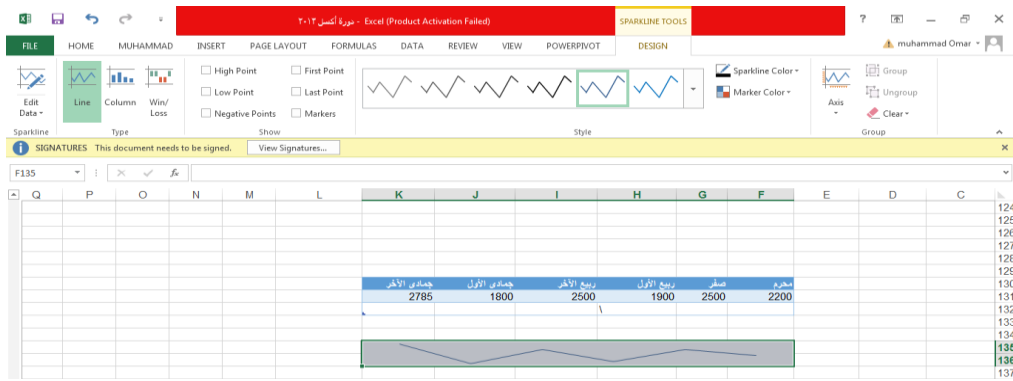 دورة أكسل ٢٠١٣ - Excel (Product Activation Failed)
SPARKLINE TOOLS
?
FILE HOME MUHAMMAD INSERT PAGE LAYOUT FORMULAS DATA REVIEW VIEW POWERPIVOT DESIGN
muhammad Omar
Edit Data
Line
Column
Win/Loss
High Point
First Point
Low Point
Last Point
Negative Points
Markers
Sparkline Color
Marker Color
Axis
Group
Ungroup
Clear
Sparkline Type Show Style Group
SIGNATURES This document needs to be signed. View Signatures...
F135
fx
Q P O N M L K J I H G F E D C
124
125
126
127
128
129
130
محرم صفر ربيع الأول ربيع الأخر جمادى الأول جمادى الأخر
131
2785 1800 2500 1900 2500 2200
132
\
133
134
135
136
137